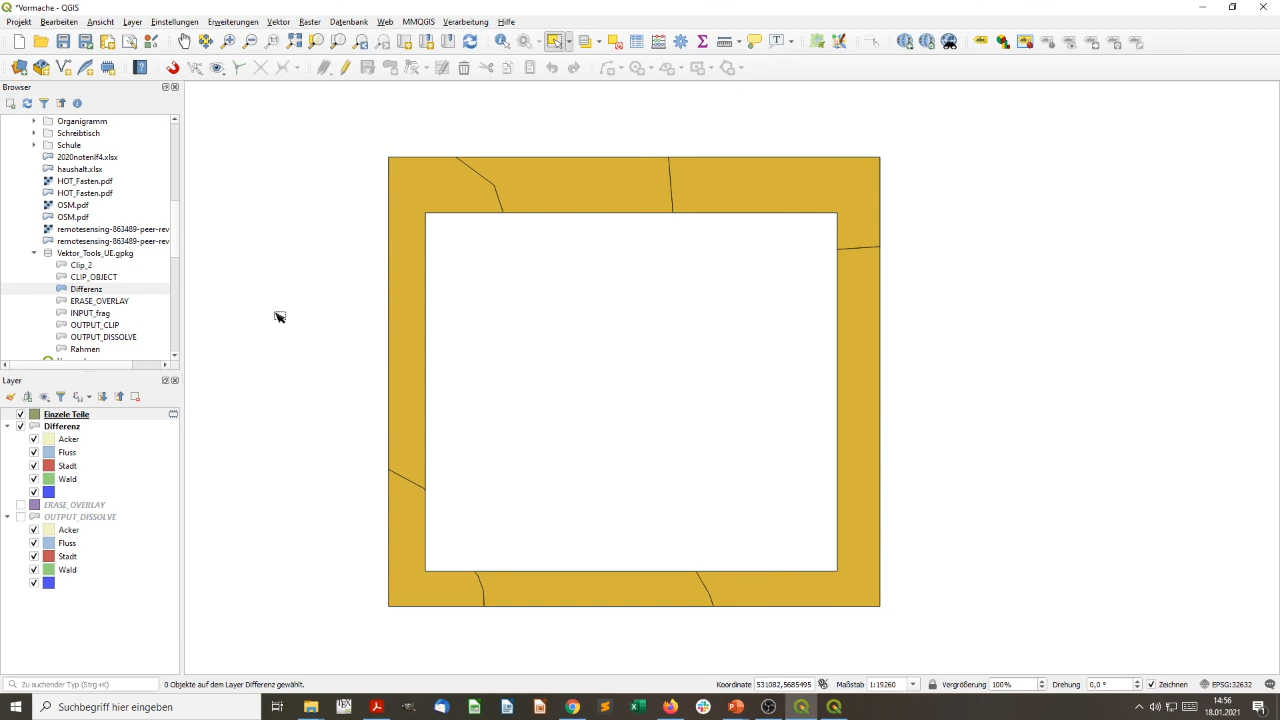 *Vormache - QGIS
Projekt Bearbeiten Ansicht Layer Einstellungen Erweiterungen Vektor Raster Datenbank Web MMQGIS Verarbeitung Hilfe
Browser
Organigramm
Schreibtisch
Schule
2020notenlf4.xlsx
haushalt.xlsx
HOT_Fasten.pdf
HOT_Fasten.pdf
OSM.pdf
OSM.pdf
remotesensing-863489-peer-rev
remotesensing-863489-peer-rev
Vektor_Tools_UE.gpkg
Clip_2
CLIP_OBJECT
Differenz
ERASE_OVERLAY
INPUT_frag
OUTPUT_CLIP
OUTPUT_DISSOLVE
Rahmen
Layer
Einzele Teile
Differenz
Acker
Fluss
Stadt
Wald
ERASE_OVERLAY
OUTPUT_DISSOLVE
Acker
Fluss
Stadt
Wald
Zu suchender Typ (Strg+K)
0 Objekte auf dem Layer Differenz gewählt.
Koordinate 531082,5685495
Maßstab 1:19260
Vergrößerung 100%
Drehung 0,0 °
Zeichnen
EPSG:32632
Suchbegriff hier eingeben
14:56
18.01.2021